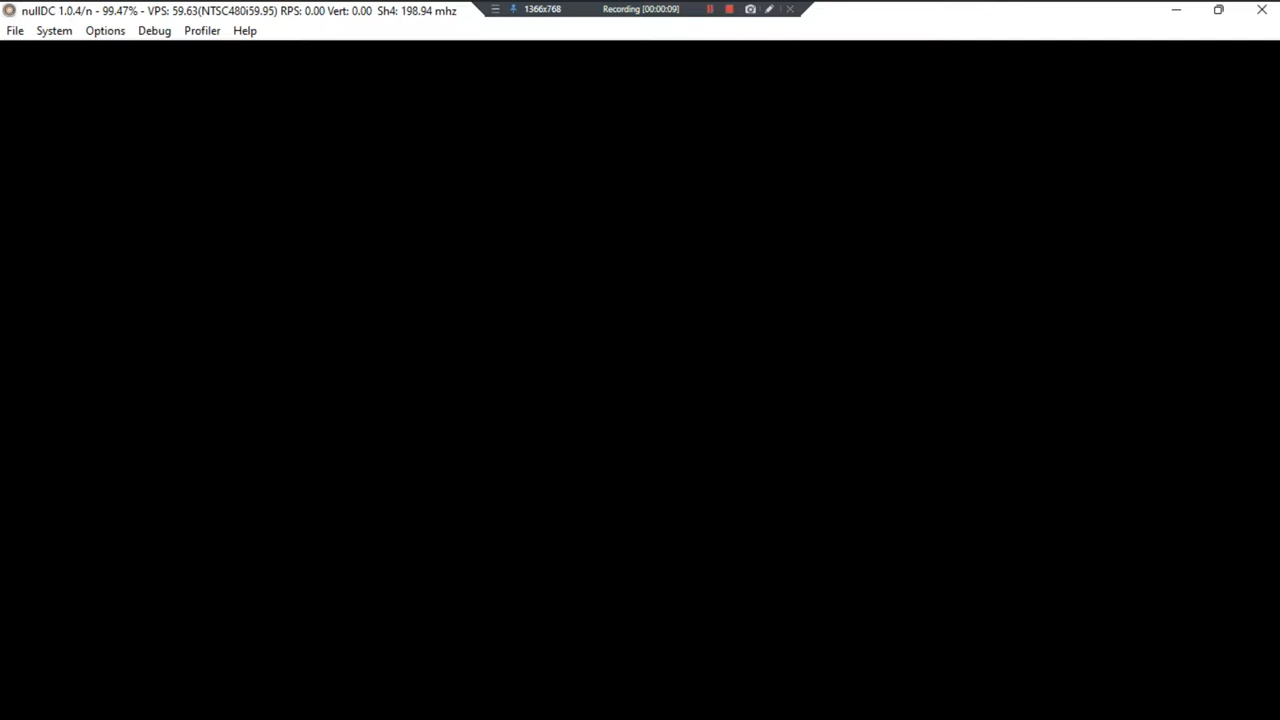 nullDC 1.0.4/n - 99.47% - VPS: 59.63(NTSC480i59.95) RPS: 0.00 Vert: 0.00 Sh4: 198.94 mhz
1366x768
Recording [00:00:09]
File System Options Debug Profiler Help